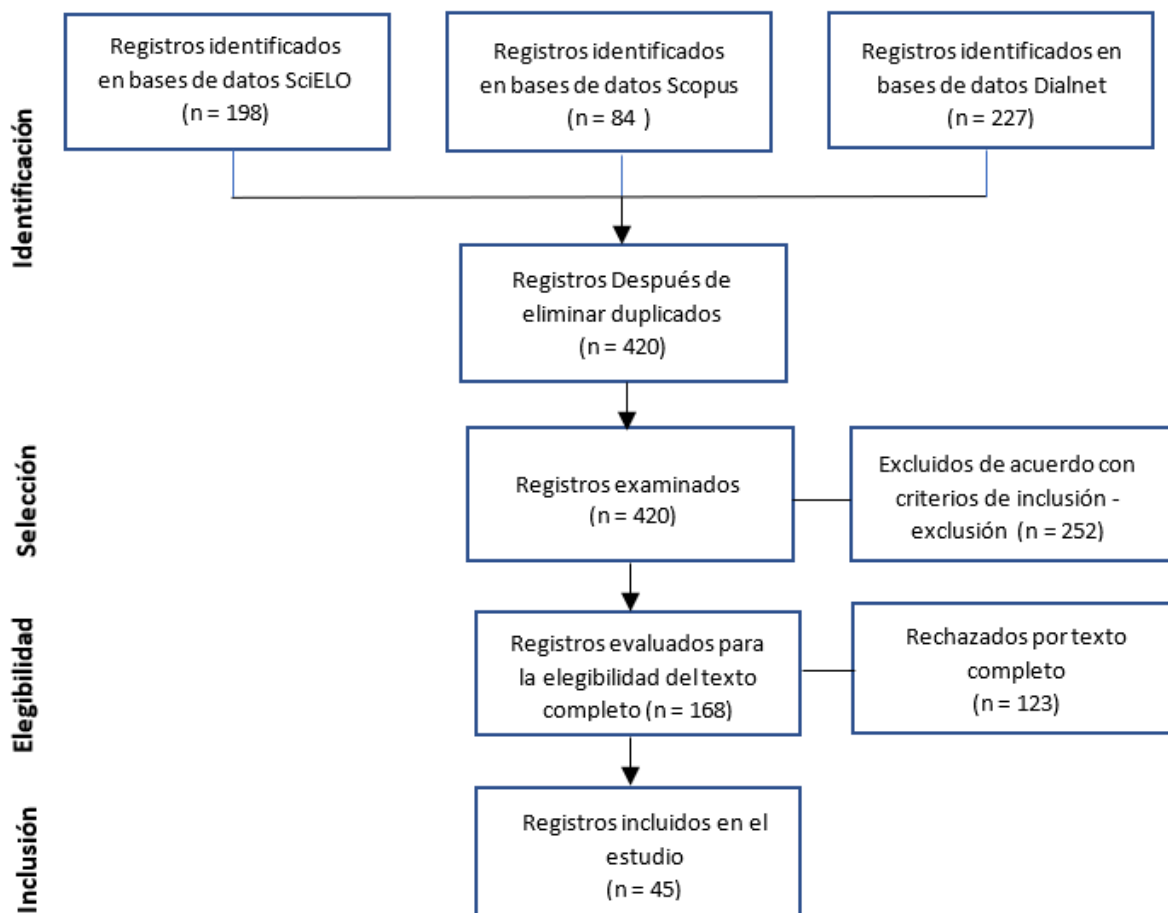 Identificación
Registros identificados
en bases de datos SciELO
(n = 198)
Registros identificados
en bases de datos Scopus
(n = 84 )
Registros identificados en
bases de datos Dialnet
(n = 227)
Registros Después de
eliminar duplicados
(n = 420)
Selección
Registros examinados
(n = 420)
Excluidos de acuerdo con
criterios de inclusión -
exclusión (n = 252)
Elegibilidad
Registros evaluados para
la elegibilidad del texto
completo (n = 168)
Rechazados por texto
completo
(n = 123)
Inclusión
Registros incluidos en el
estudio
(n = 45)